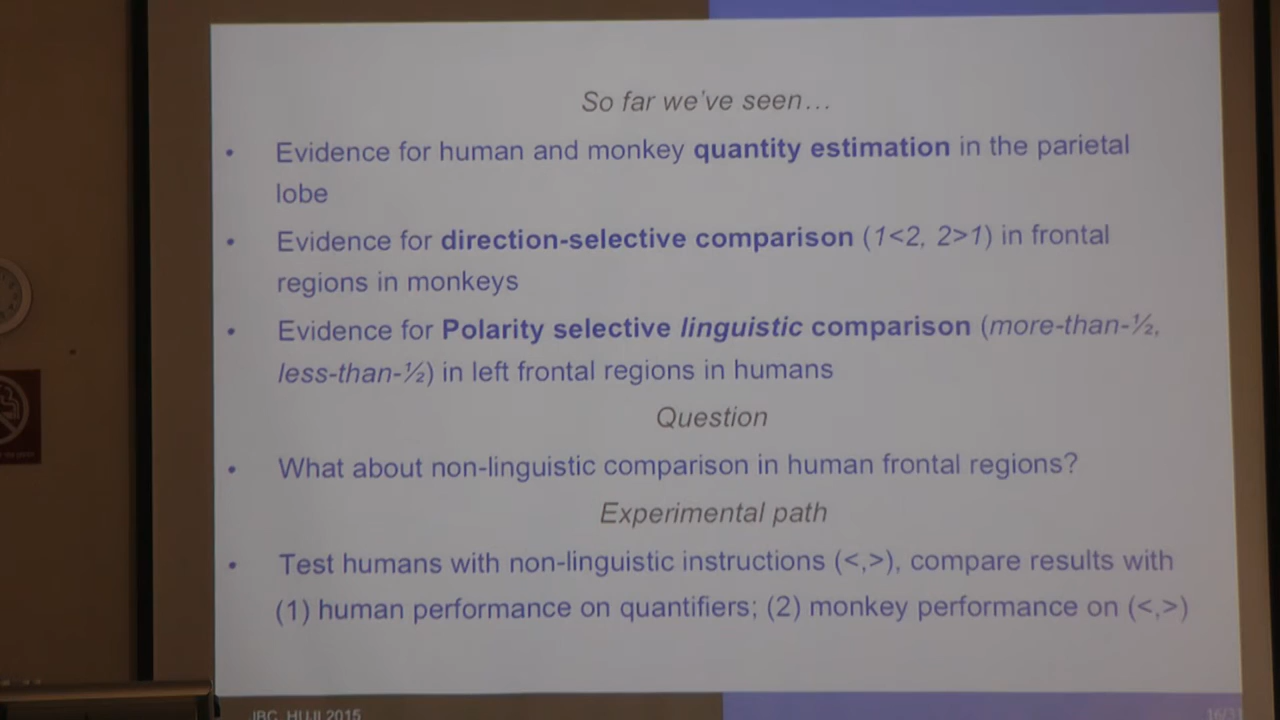 So far we've seen…
• Evidence for human and monkey quantity estimation in the parietal
lobe
• Evidence for direction-selective comparison (1<2, 2>1) in frontal
regions in monkeys
• Evidence for Polarity selective linguistic comparison (more-than-½,
less-than-½) in left frontal regions in humans
Question
• What about non-linguistic comparison in human frontal regions?
Experimental path
• Test humans with non-linguistic instructions (<,>), compare results with
(1) human performance on quantifiers; (2) monkey performance on (<,>)
HUJI 2015